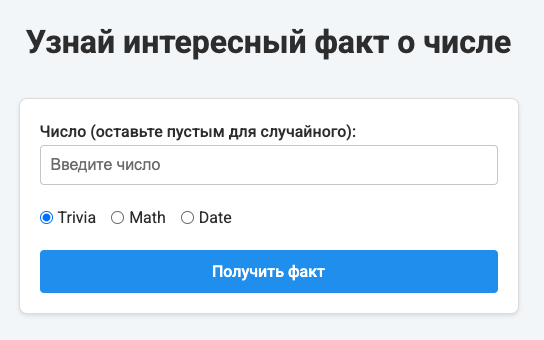 Узнай интересный факт о числе
Число (оставьте пустым для случайного):
Введите число
Trivia Math Date
Получить факт